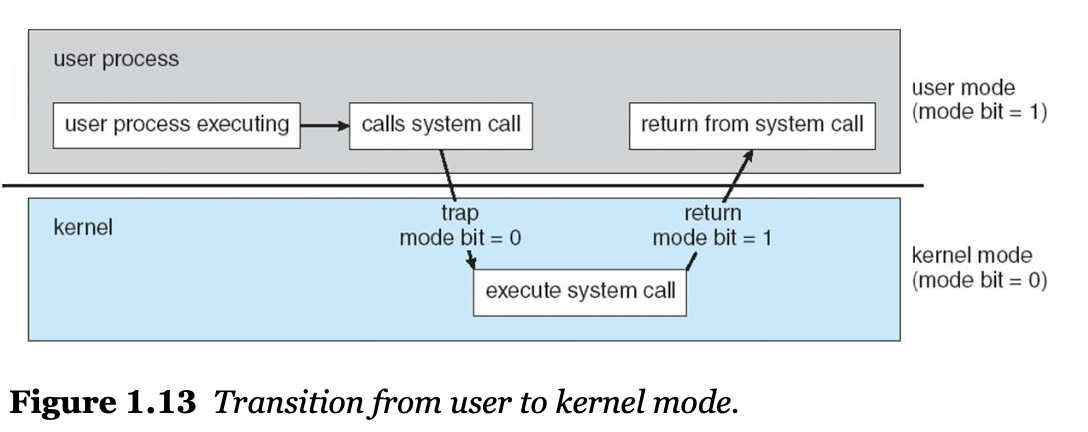 user process
user process executing
calls system call
return from system call
user mode
(mode bit = 1)
kernel
trap
mode bit = 0
return
mode bit = 1
execute system call
kernel mode
(mode bit = 0)
Figure 1.13 Transition from user to kernel mode.